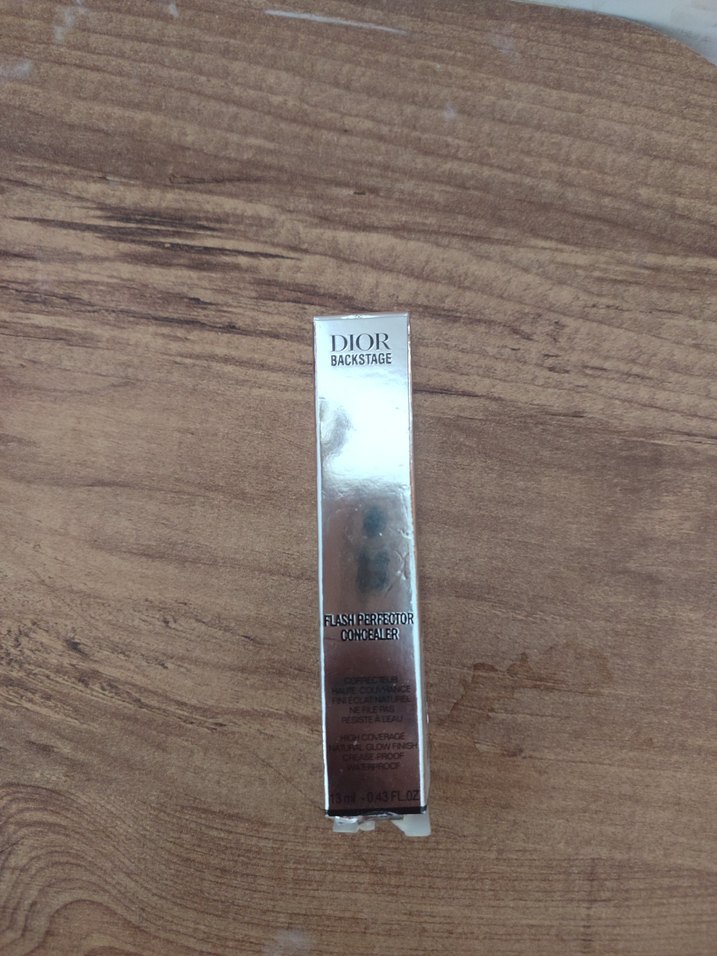 DIOR
BACKSTAGE
FLASH PERFECTOR
CONCEALER
CORRECTEUR
HAUTE COUVRANCE
FINI ÉCLAT NATUREL
NE FILE PAS
RÉSISTE À L'EAU
HIGH COVERAGE
NATURAL GLOW FINISH
CREASE-PROOF
WATERPROOF
13 ml - 0.43 FL.OZ